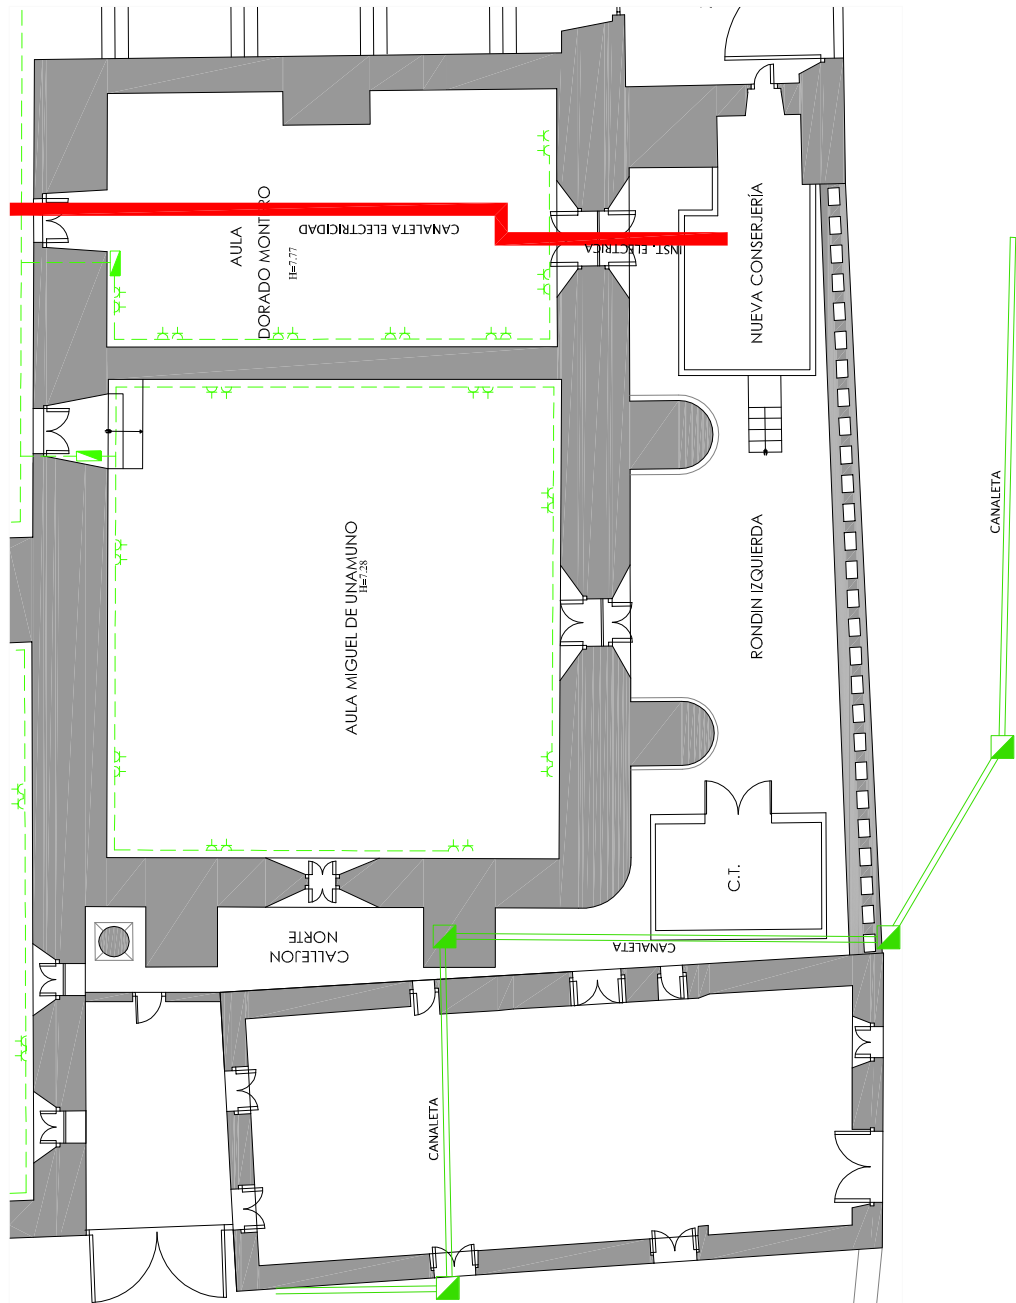 AULA
DORADO MONTERO
H=7.77
CANALETA ELECTRICIDAD
INST. ELECTRICA
NUEVA CONSERJERÍA
AULA MIGUEL DE UNAMUNO
H=7.28
RONDIN IZQUIERDA
CANALETA
C.T.
CALLEJON
NORTE
CANALETA
CANALETA